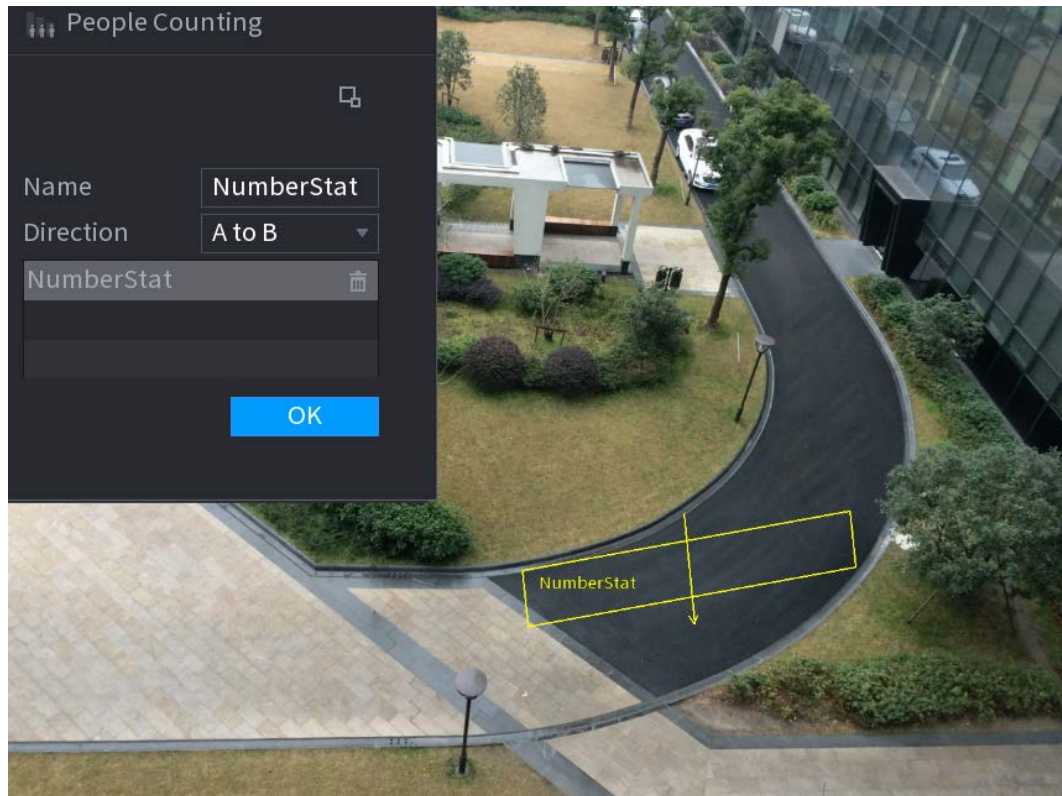 People Counting
Name NumberStat
Direction A to B
NumberStat
OK
NumberStat